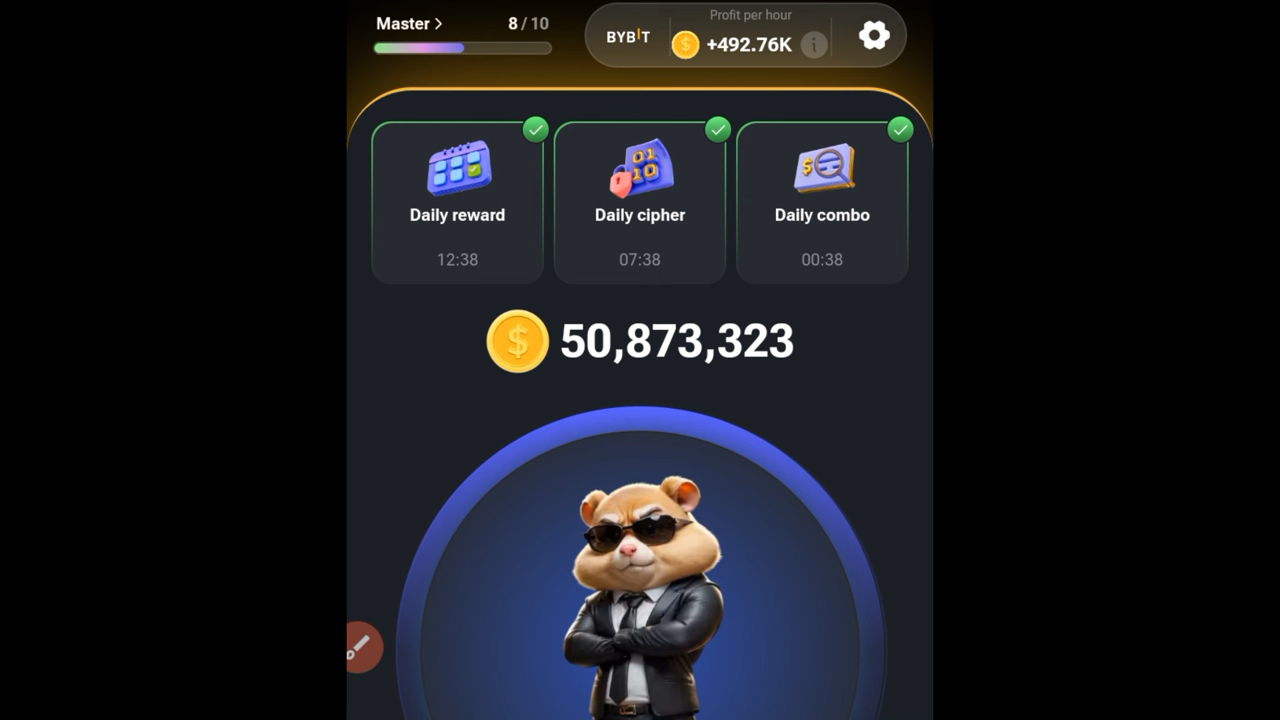 Master >
8 / 10
BYBIT
Profit per hour
+492.76K
Daily reward
12:38
Daily cipher
07:38
Daily combo
00:38
50,873,323